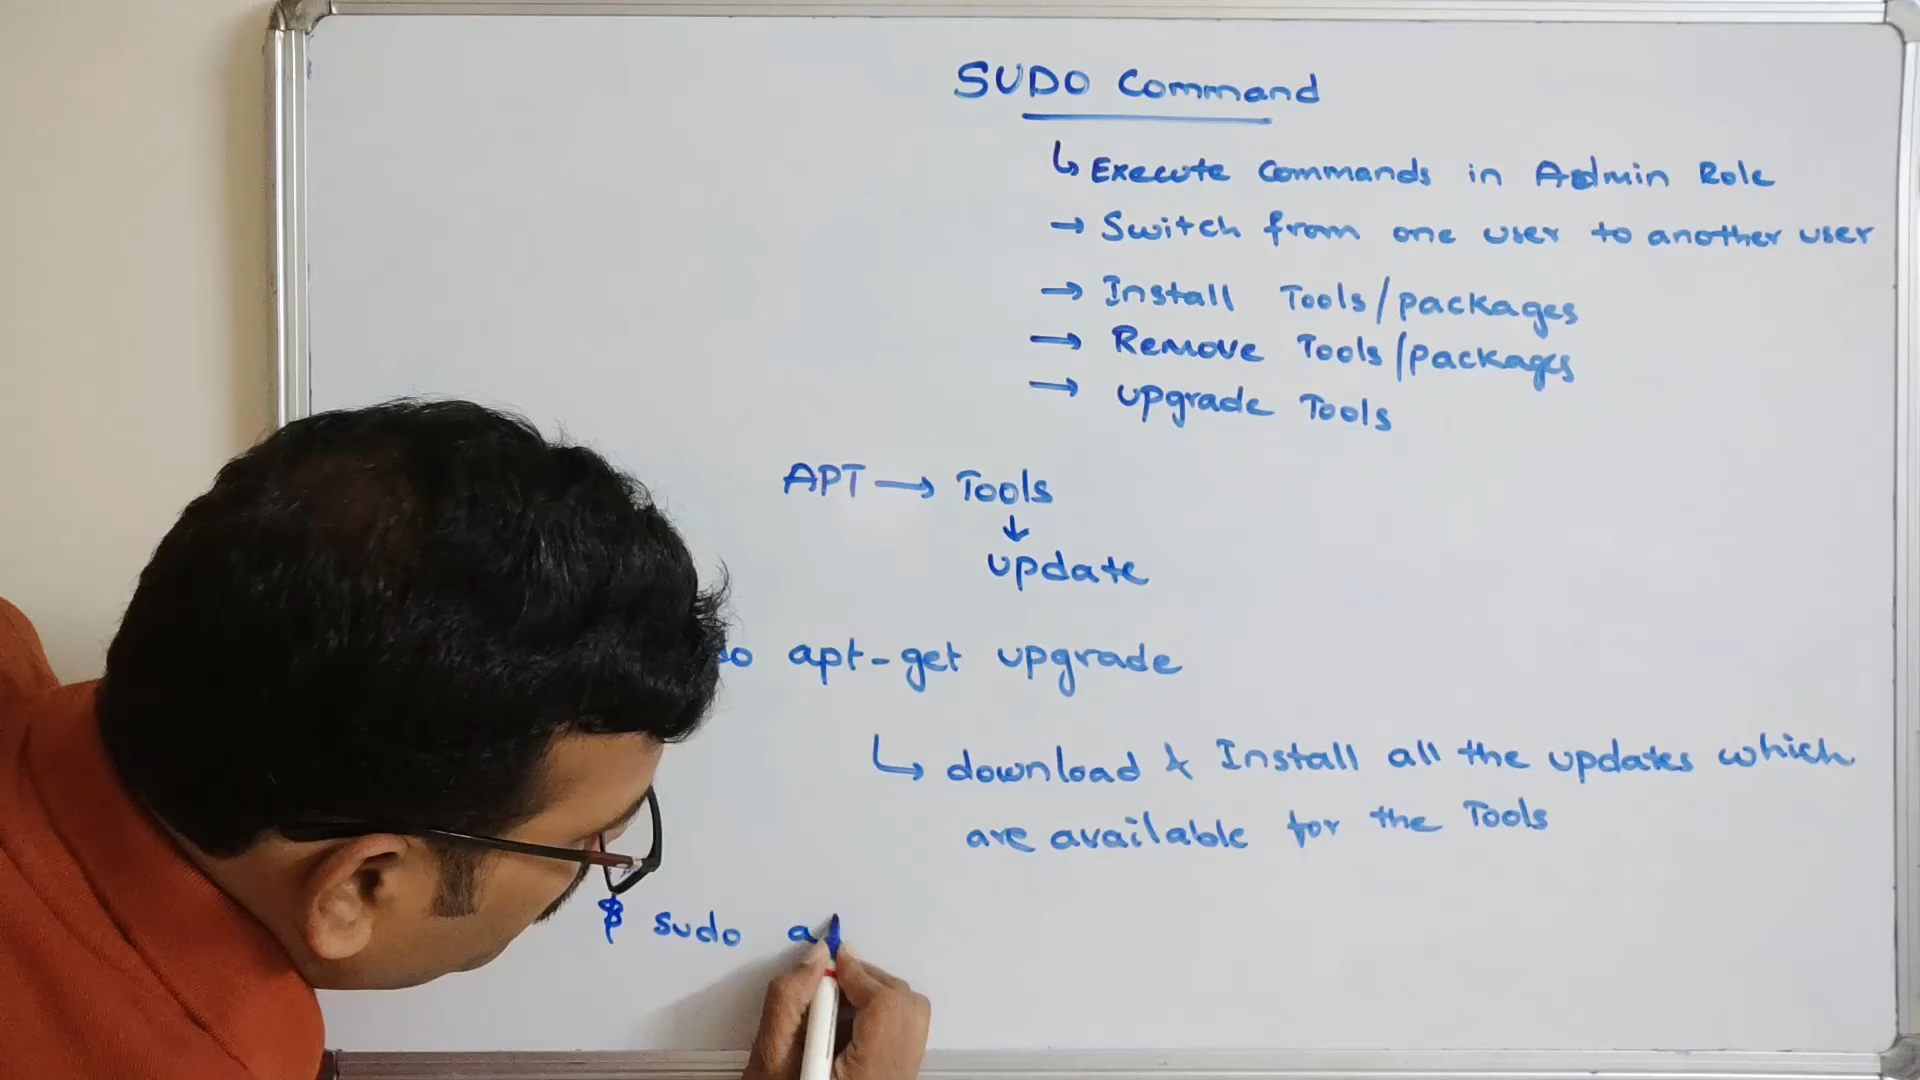 SUDO Command
↳ Execute Commands in Admin Role
→ Switch from one user to another user
→ Install Tools/packages
→ Remove Tools/packages
→ upgrade Tools
APT → Tools
↓
update
do apt-get upgrade
↳ download & Install all the updates which
are available for the Tools
$ sudo a